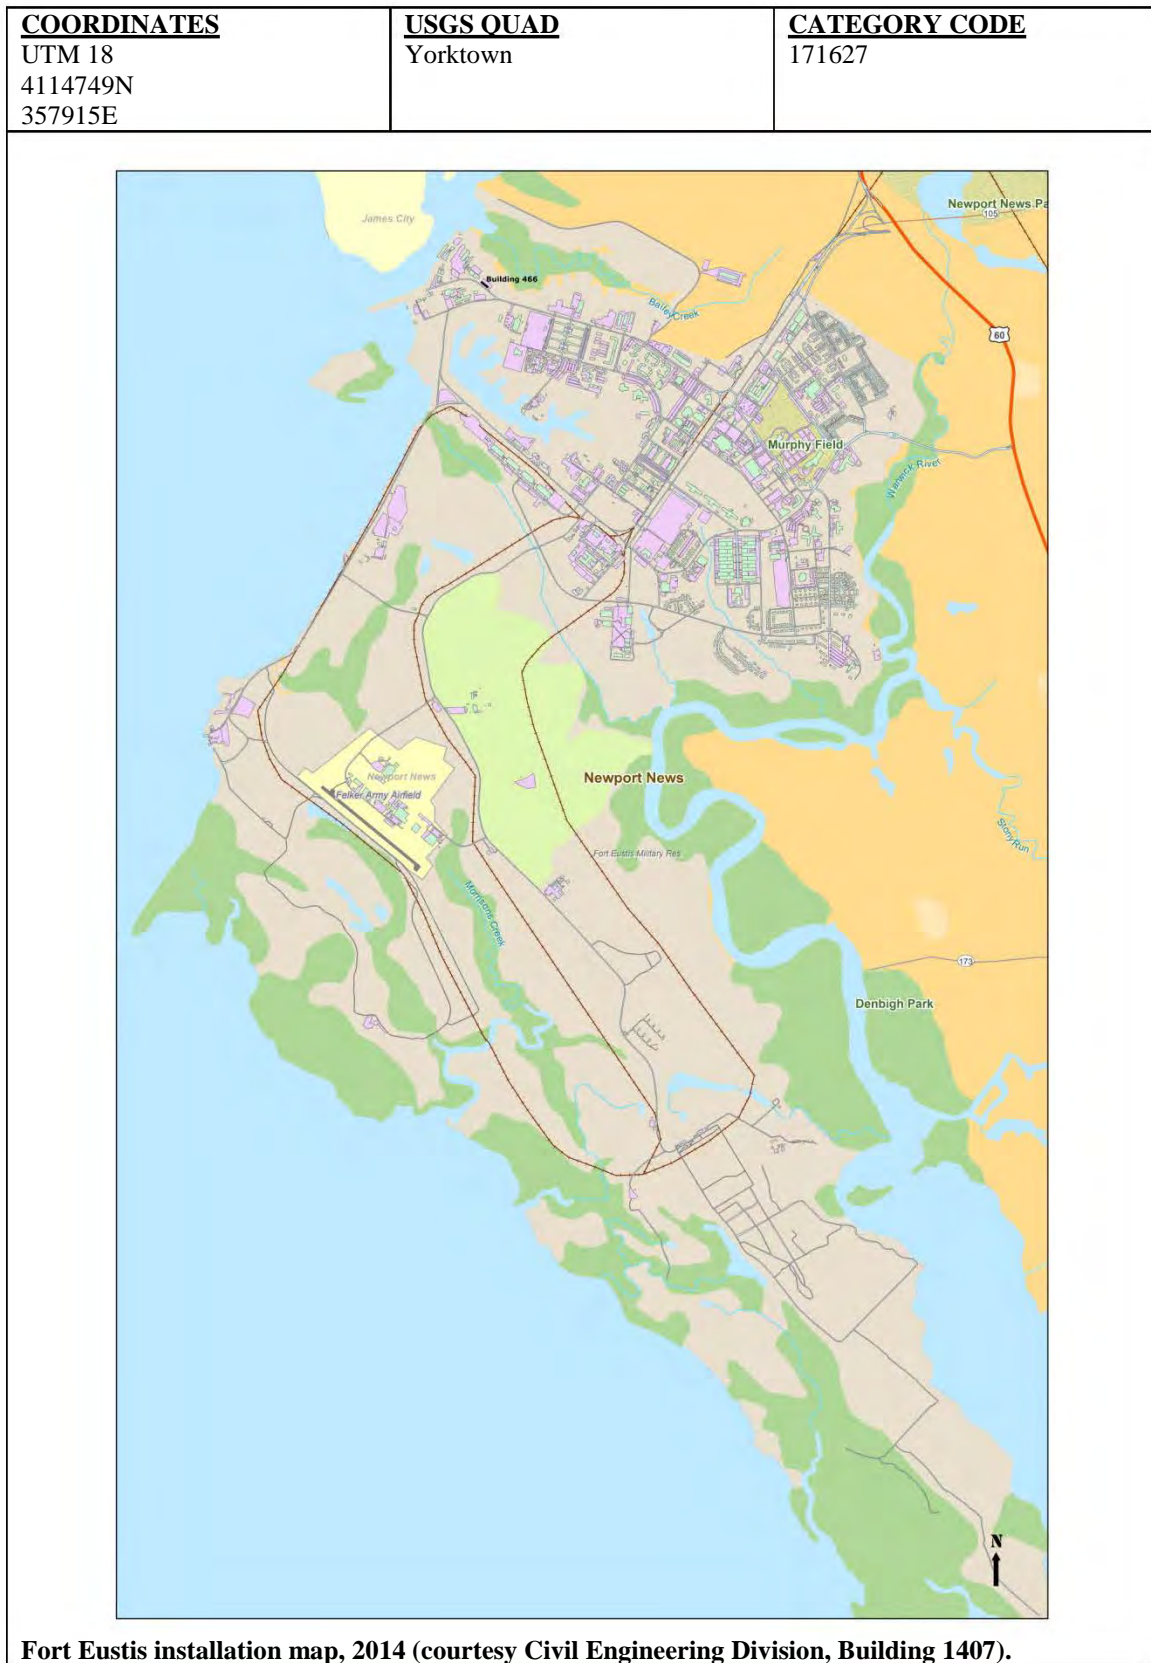 COORDINATES
UTM 18
4114749N
357915E
USGS QUAD
Yorktown
CATEGORY CODE
171627
James City
Newport News Pa
105
Building 466
Bailey Creek
60
Murphy Field
Warwick River
Newport News
Felker Army Airfield
Newport News
Fort Eustis Military Res
Stony Run
Morrisons Creek
173
Denbigh Park
N
Fort Eustis installation map, 2014 (courtesy Civil Engineering Division, Building 1407).